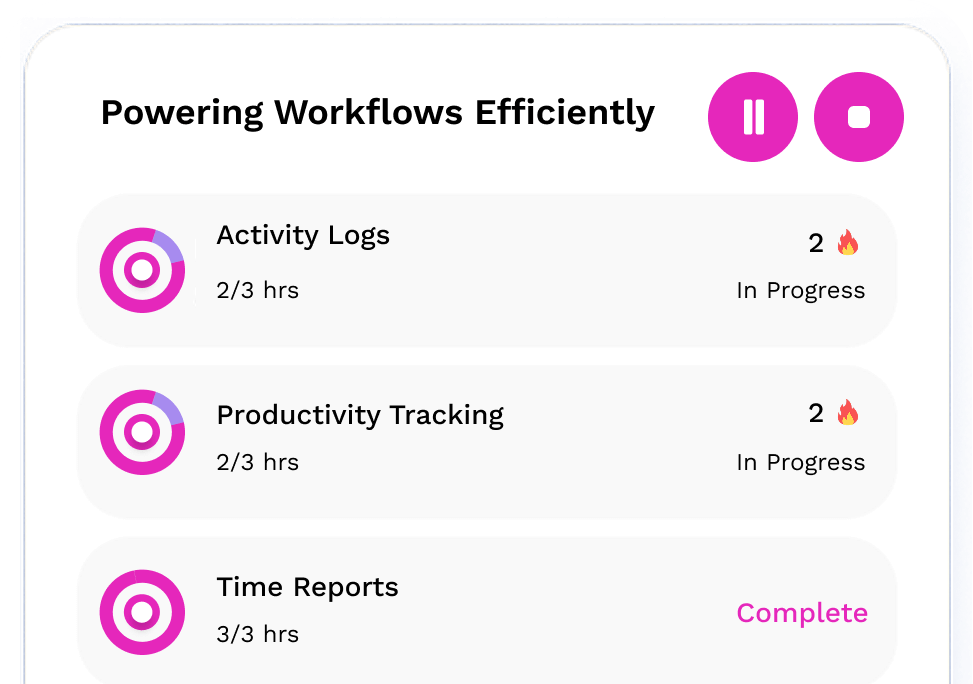 Powering Workflows Efficiently
Activity Logs
2 🔥
2/3 hrs
In Progress
Productivity Tracking
2 🔥
2/3 hrs
In Progress
Time Reports
3/3 hrs
Complete